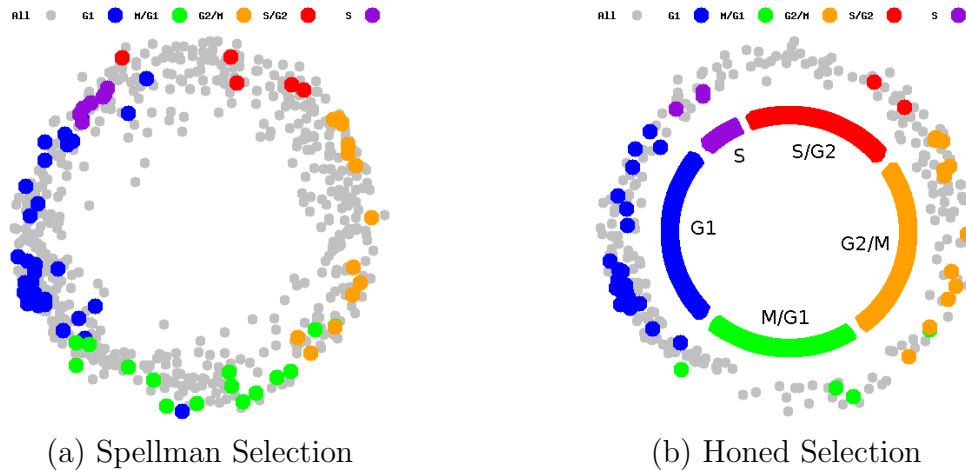 All G1 M/G1 G2/M S/G2 S
All G1 M/G1 G2/M S/G2 S
S
S/G2
G1
G2/M
M/G1
(a) Spellman Selection
(b) Honed Selection